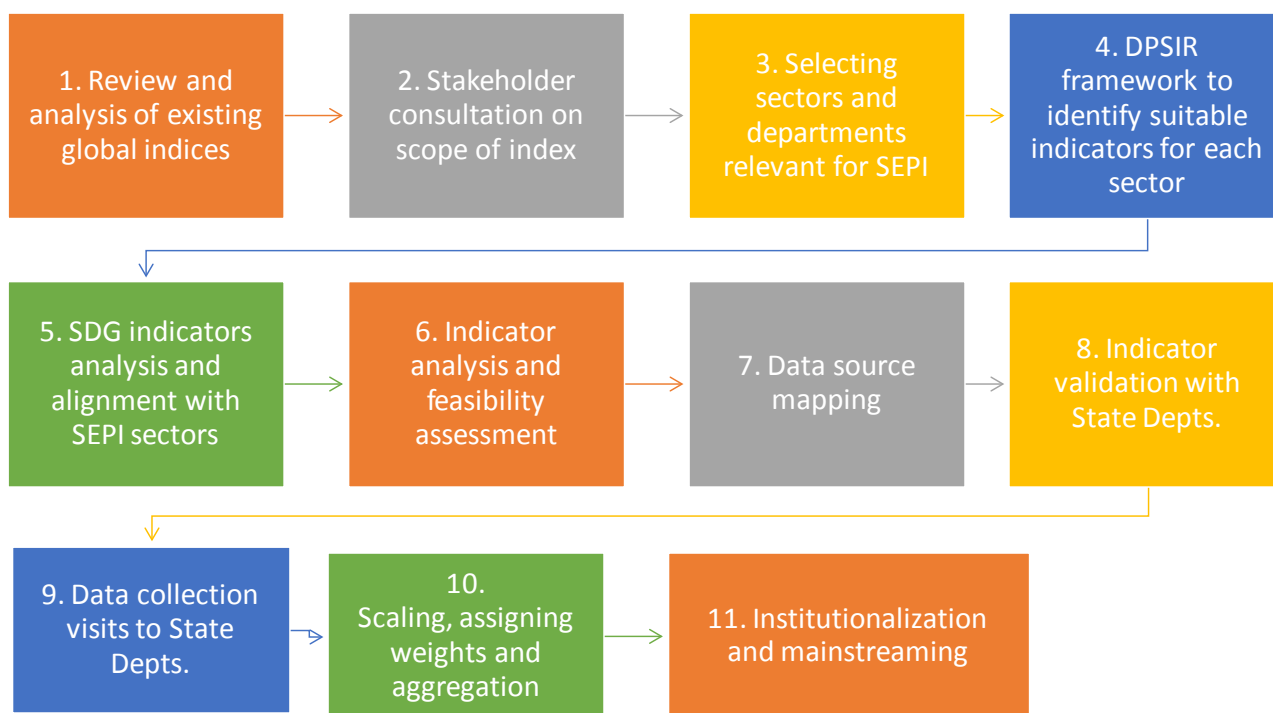 1. Review and
analysis of existing
global indices
2. Stakeholder
consultation on
scope of index
3. Selecting
sectors and
departments
relevant for SEPI
4. DPSIR
framework to
identify suitable
indicators for each
sector
5. SDG indicators
analysis and
alignment with
SEPI sectors
6. Indicator
analysis and
feasibility
assessment
7. Data source
mapping
8. Indicator
validation with
State Depts.
9. Data collection
visits to State
Depts.
10.
Scaling, assigning
weights and
aggregation
11. Institutionalization
and mainstreaming